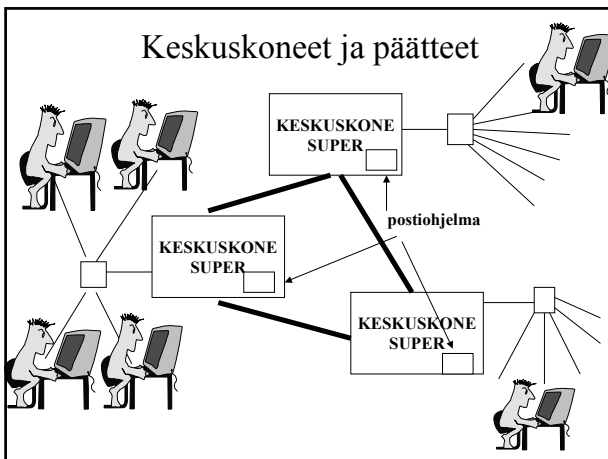 Keskuskoneet ja päätteet
KESKUSKONE
SUPER
postiohjelma
KESKUSKONE
SUPER
KESKUSKONE
SUPER